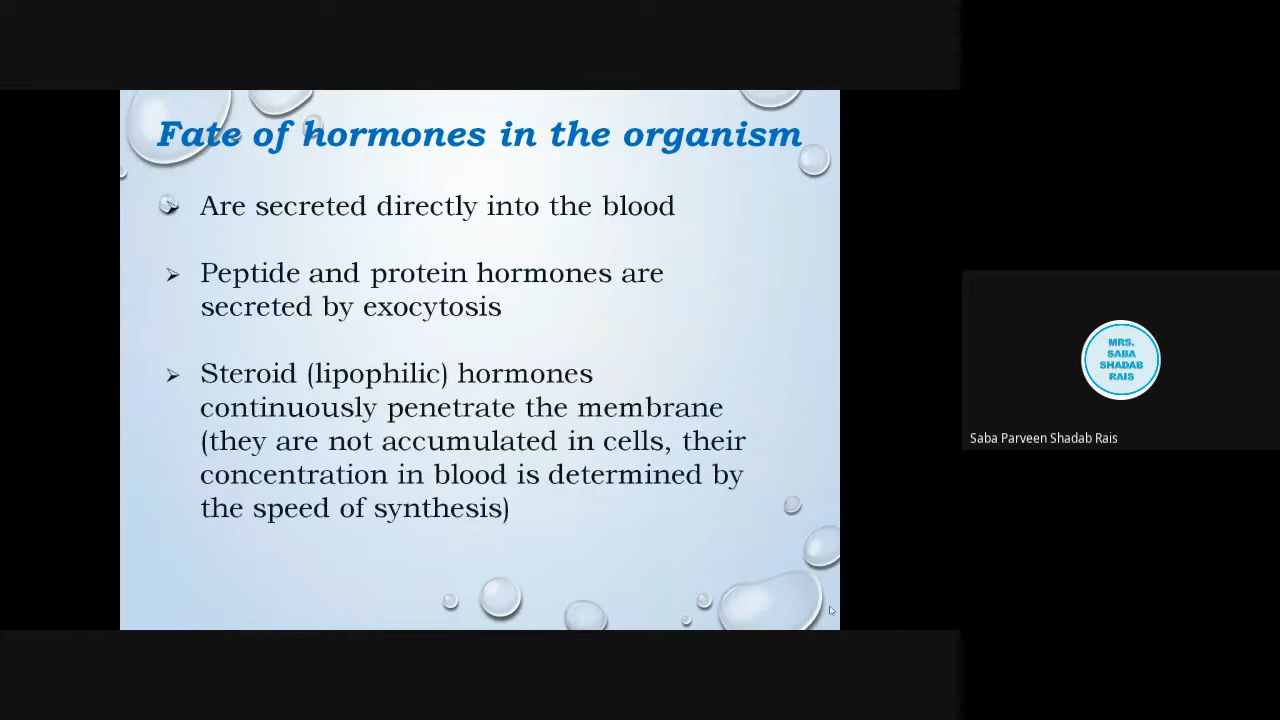 Fate of hormones in the organism
Are secreted directly into the blood
Peptide and protein hormones are
secreted by exocytosis
Steroid (lipophilic) hormones
continuously penetrate the membrane
(they are not accumulated in cells, their
concentration in blood is determined by
the speed of synthesis)
MRS.
SABA
SHADAB
RAIS
Saba Parveen Shadab Rais